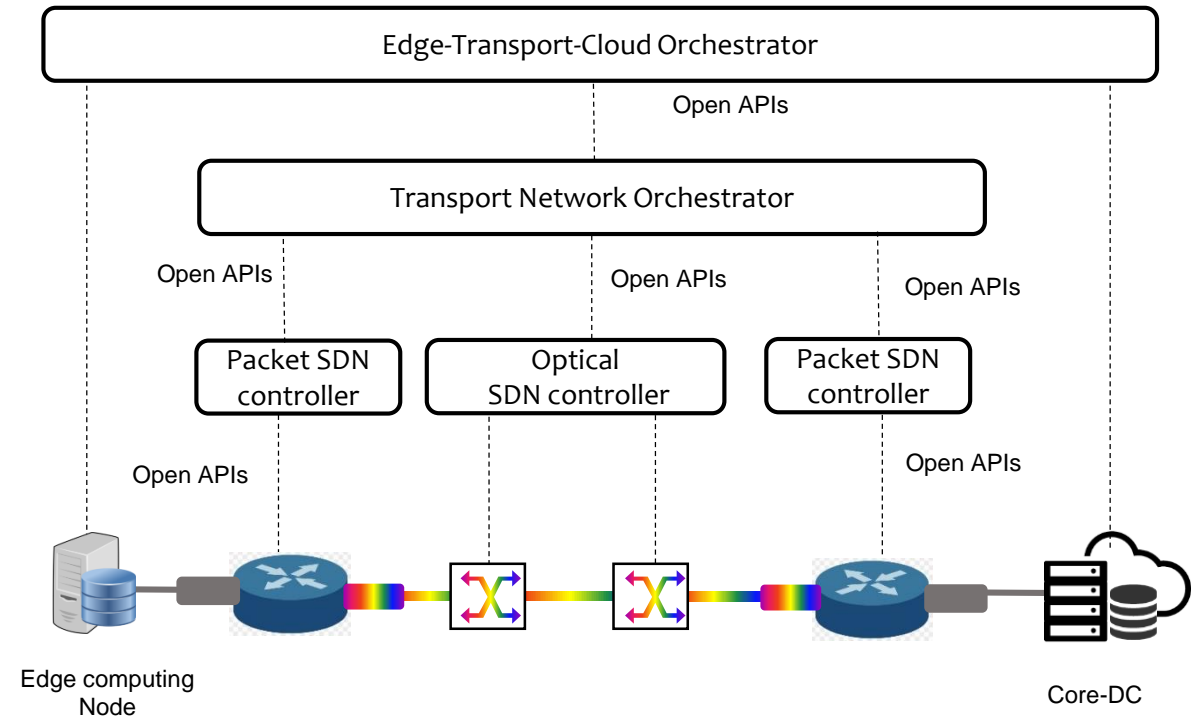 Edge-Transport-Cloud Orchestrator
Open APIs
Transport Network Orchestrator
Open APIs
Open APIs
Open APIs
Packet SDN
controller
Optical
SDN controller
Packet SDN
controller
Open APIs
Open APIs
Edge computing
Node
Core-DC